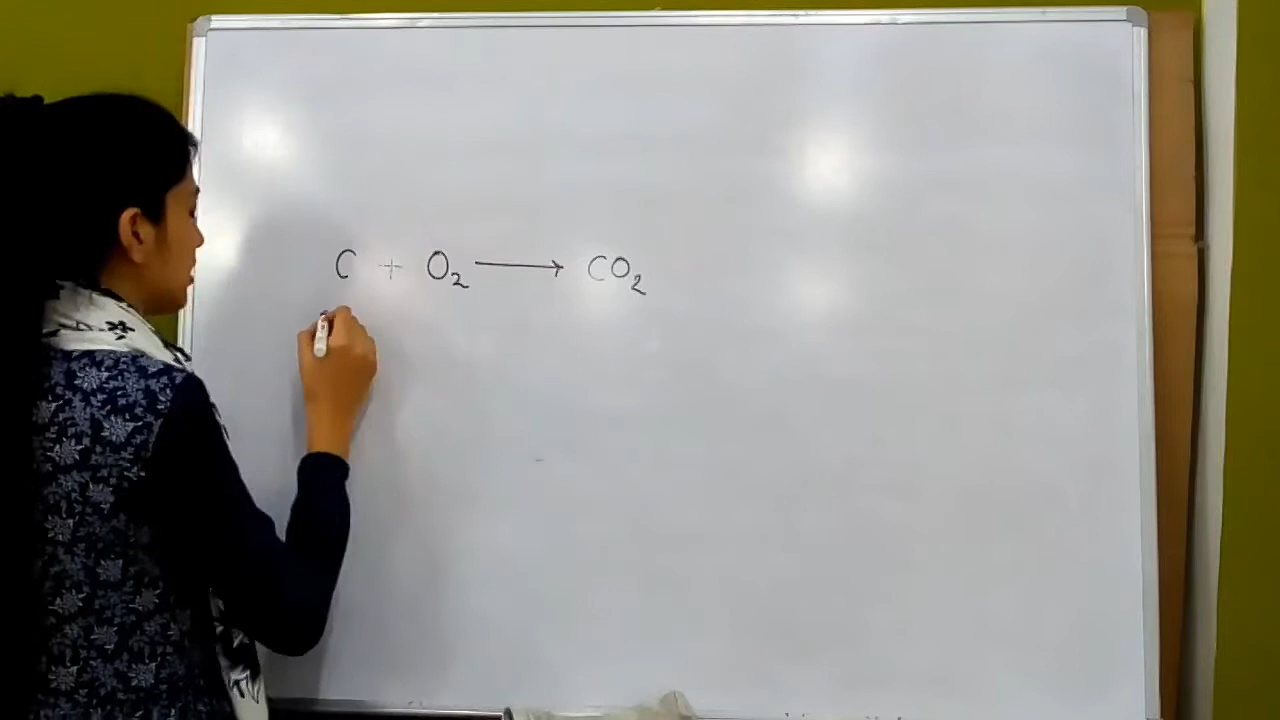 C + O₂ ⟶ CO₂